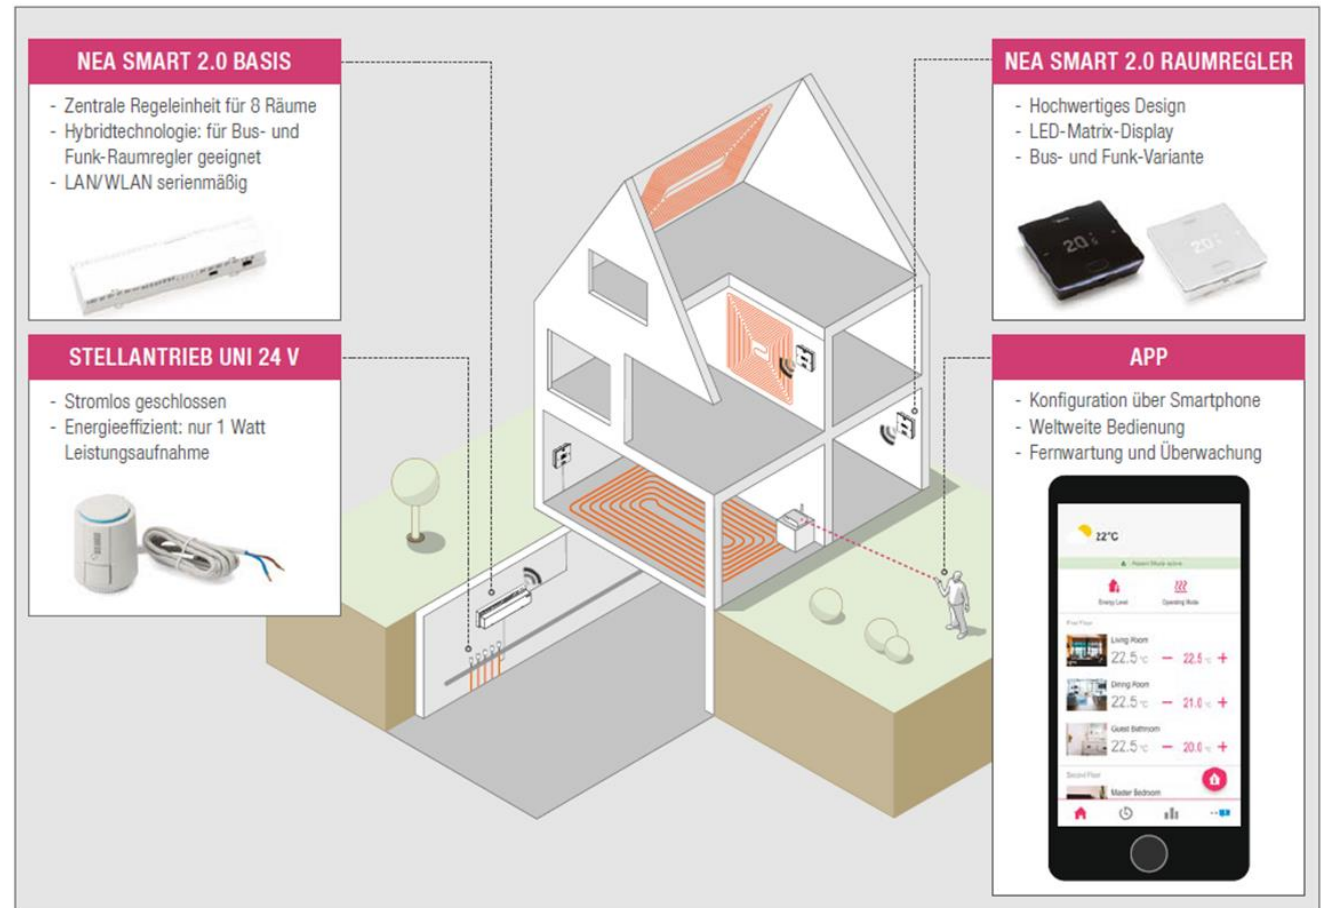 NEA SMART 2.0 BASIS
- Zentrale Regeleinheit für 8 Räume
- Hybridtechnologie: für Bus- und
Funk-Raumregler geeignet
- LAN/WLAN serienmäßig
STELLANTRIEB UNI 24 V
- Stromlos geschlossen
- Energieeffizient: nur 1 Watt
Leistungsaufnahme
NEA SMART 2.0 RAUMREGLER
- Hochwertiges Design
- LED-Matrix-Display
- Bus- und Funk-Variante
APP
- Konfiguration über Smartphone
- Weltweite Bedienung
- Fernwartung und Überwachung
22°C
Energy Level Operating Mode
First Floor
Living Room
22.5 °C − 22.5 °C +
Dining Room
22.5 °C − 21.0 °C +
Guest Bathroom
22.5 °C − 20.0 °C +
Second Floor
Master Bedroom